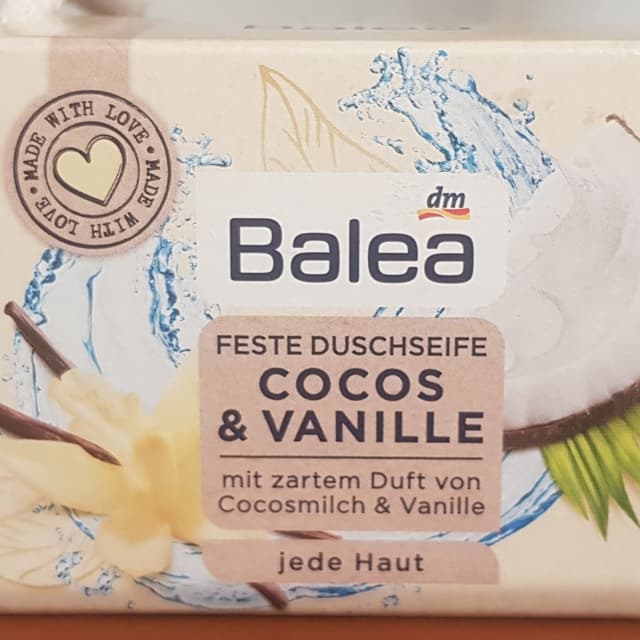 MADE WITH LOVE • MADE WITH LOVE •
dm
Balea
FESTE DUSCHSEIFE
COCOS
& VANILLE
mit zartem Duft von
Cocosmilch & Vanille
jede Haut